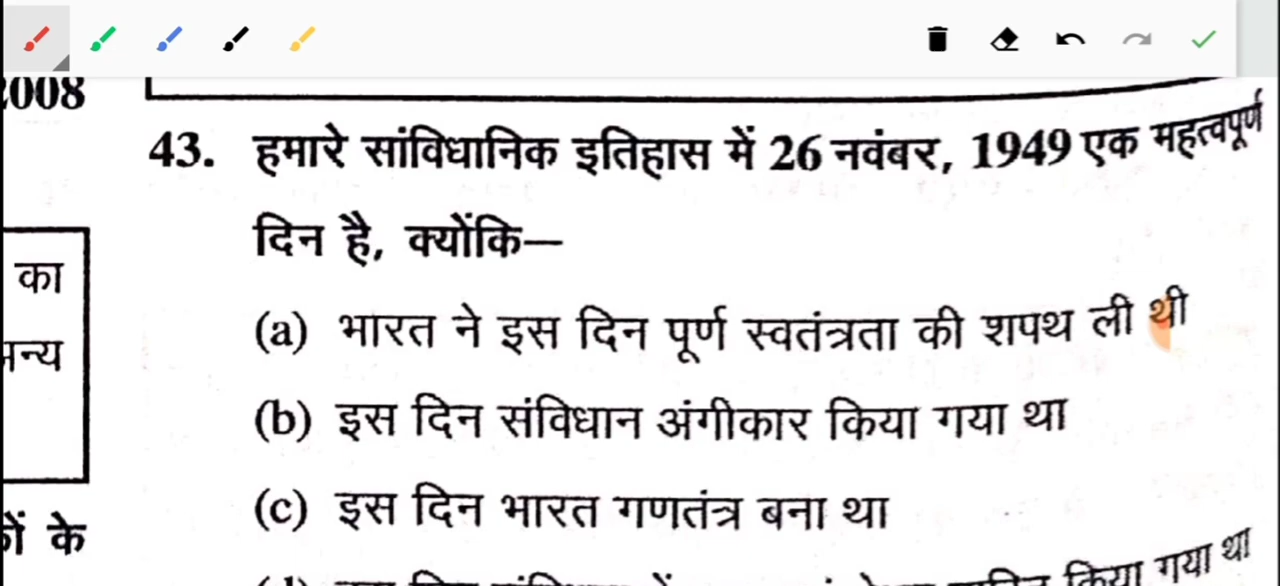 2008
43. हमारे सांविधानिक इतिहास में 26 नवंबर, 1949 एक महत्वपूर्ण
दिन है, क्योंकि—
का
(a) भारत ने इस दिन पूर्ण स्वतंत्रता की शपथ ली थी
(b) इस दिन संविधान अंगीकार किया गया था
(c) इस दिन भारत गणतंत्र बना था
के
किया गया था